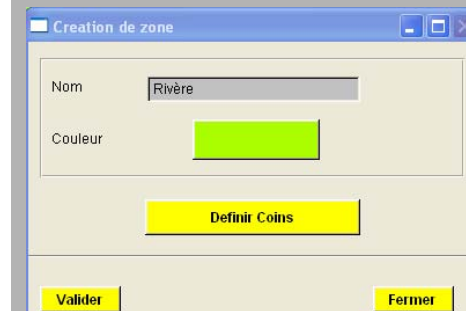 Creation de zone
Nom
Rivère
Couleur
Definir Coins
Valider
Fermer